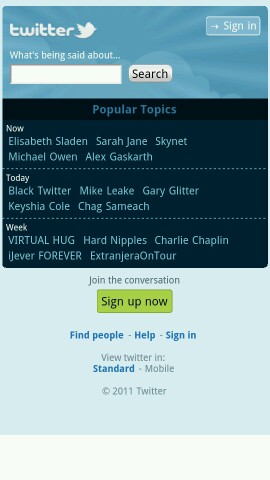 twitter
→ Sign in
What's being said about...
Search
Popular Topics
Now
Elisabeth Sladen Sarah Jane Skynet
Michael Owen Alex Gaskarth
Today
Black Twitter Mike Leake Gary Glitter
Keyshia Cole Chag Sameach
Week
VIRTUAL HUG Hard Nipples Charlie Chaplin
iJever FOREVER ExtranjeraOnTour
Join the conversation
Sign up now
Find people - Help - Sign in
View twitter in:
Standard - Mobile
© 2011 Twitter